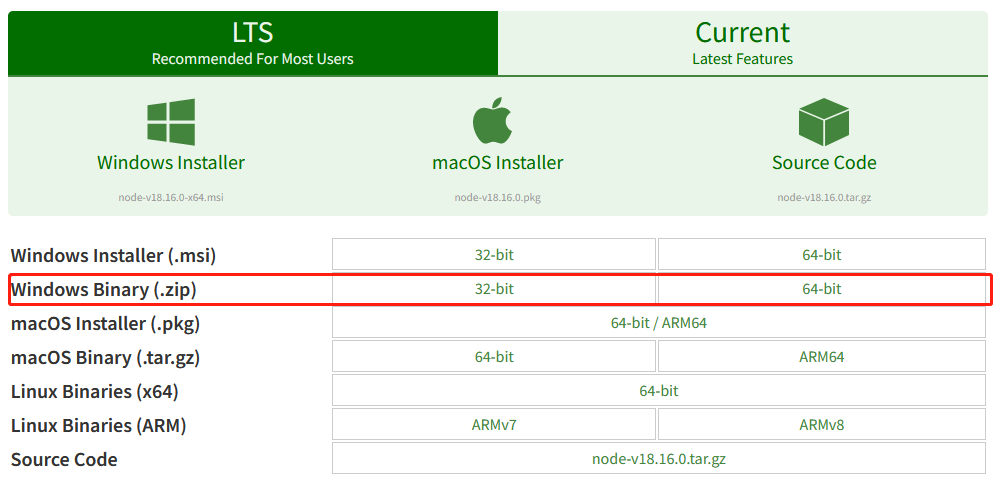 LTS
Recommended For Most Users
Current
Latest Features
Windows Installer
node-v18.16.0-x64.msi
macOS Installer
node-v18.16.0.pkg
Source Code
node-v18.16.0.tar.gz
Windows Installer (.msi) 32-bit 64-bit
Windows Binary (.zip) 32-bit 64-bit
macOS Installer (.pkg) 64-bit / ARM64
macOS Binary (.tar.gz) 64-bit ARM64
Linux Binaries (x64) 64-bit
Linux Binaries (ARM) ARMv7 ARMv8
Source Code node-v18.16.0.tar.gz